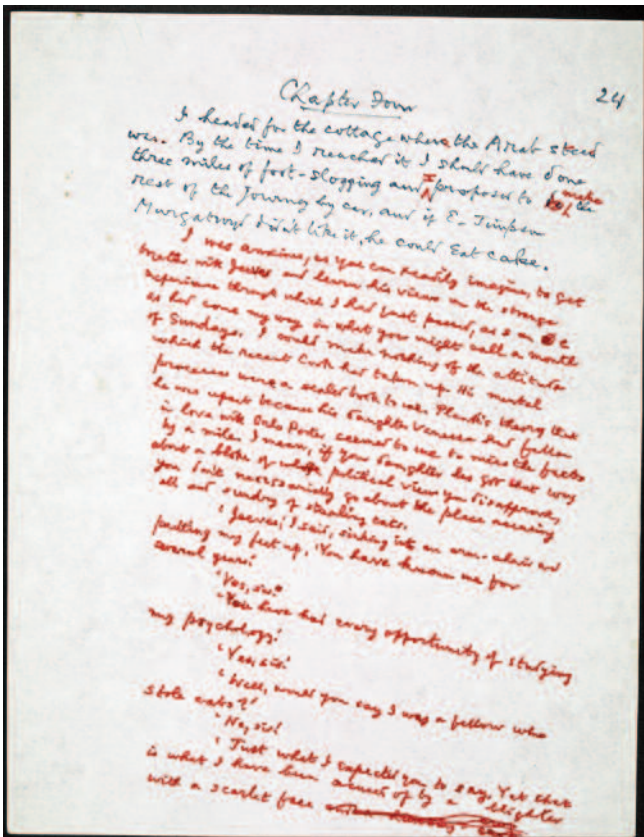 24
Chapter Four
I headed for the cottage where the Arab steed
was. By the time I reached it I should have done
three miles of foot-slogging and I proposed to make the
rest of the journey by car, and if E. Jimpson
Murgatroyd didn't like it, he could eat cake.
I was anxious, as you can readily imagine, to get
together with Jeeves and learn his views on the strange
experience through which I had just passed, as s as
as had come my way in what you might call a month
of Sundays. I could make nothing of the attitude
which the recent Cook had taken up. His mental
processes were a sealed book to me. Plank's theory that
he was upset because his daughter Vanessa had fallen
in love with Orlo Porter, seemed to me to miss the facts
by a mile. I mean, if your daughter has got that way
about a bloke of whose political views you disapprove,
you don't necessarily go about the place accusing
all and sundry of stealing cats.
'Jeeves,' I said, sinking into an arm-chair and
putting my feet up, 'You have known me for
several years.'
'Yes, sir.'
'You have had every opportunity of studying
my psychology.'
'Yes, sir.'
'Well, would you say I was a fellow who
stole cats?'
'No, sir.'
'Just what I expected you to say. Yet that
is what I have been accused of by a blighter
with a scarlet face